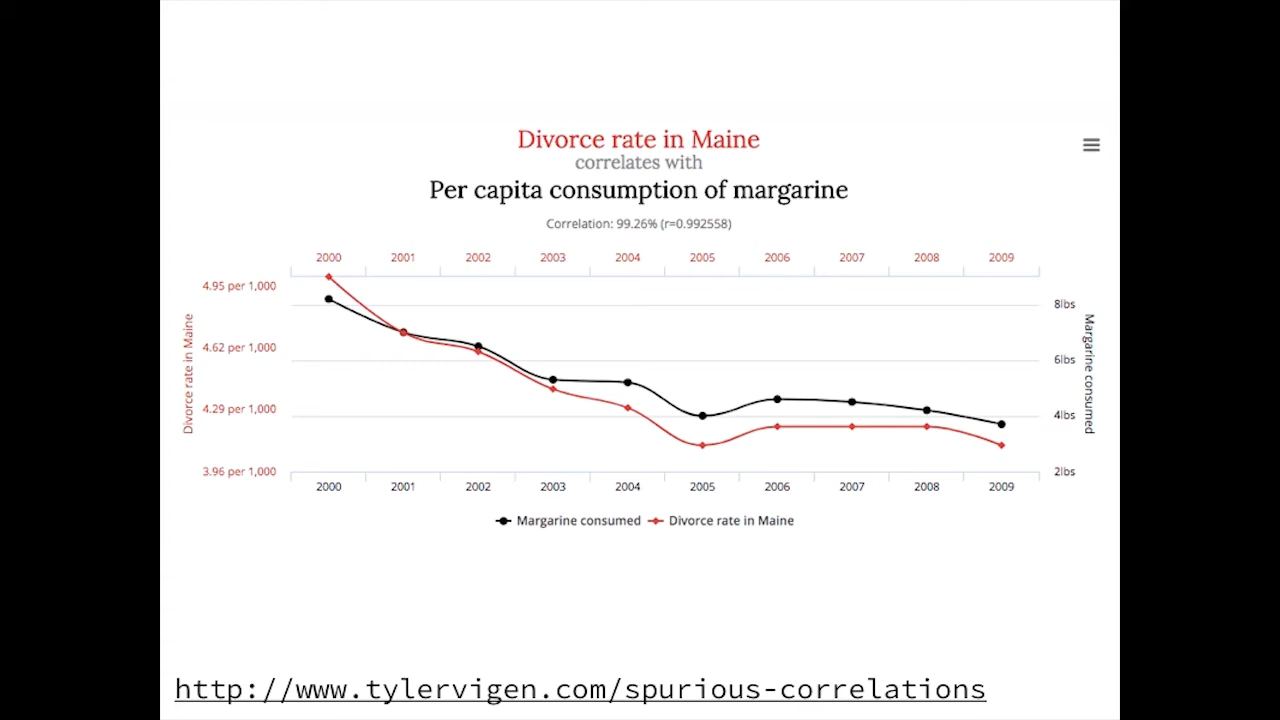 Divorce rate in Maine
correlates with
Per capita consumption of margarine
Correlation: 99.26% (r=0.992558)
2000 2001 2002 2003 2004 2005 2006 2007 2008 2009
Divorce rate in Maine
4.95 per 1,000
4.62 per 1,000
4.29 per 1,000
3.96 per 1,000
8lbs
6lbs
4lbs
2lbs
Margarine consumed
2000 2001 2002 2003 2004 2005 2006 2007 2008 2009
Margarine consumed Divorce rate in Maine
http://www.tylervigen.com/spurious-correlations